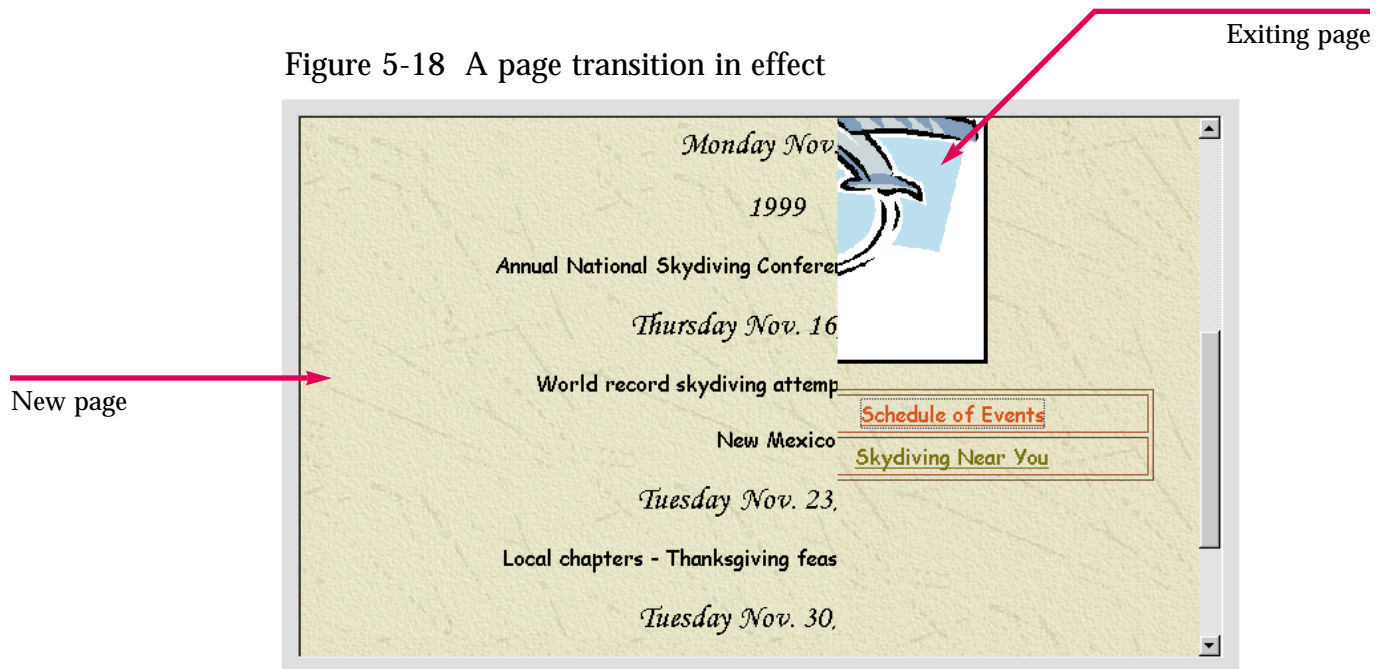 Exiting page
Figure 5-18 A page transition in effect
Monday Nov.
1999
Annual National Skydiving Confere
Thursday Nov. 16
World record skydiving attemp
New page
Schedule of Events
New Mexico
Skydiving Near You
Tuesday Nov. 23,
Local chapters - Thanksgiving feas
Tuesday Nov. 30,